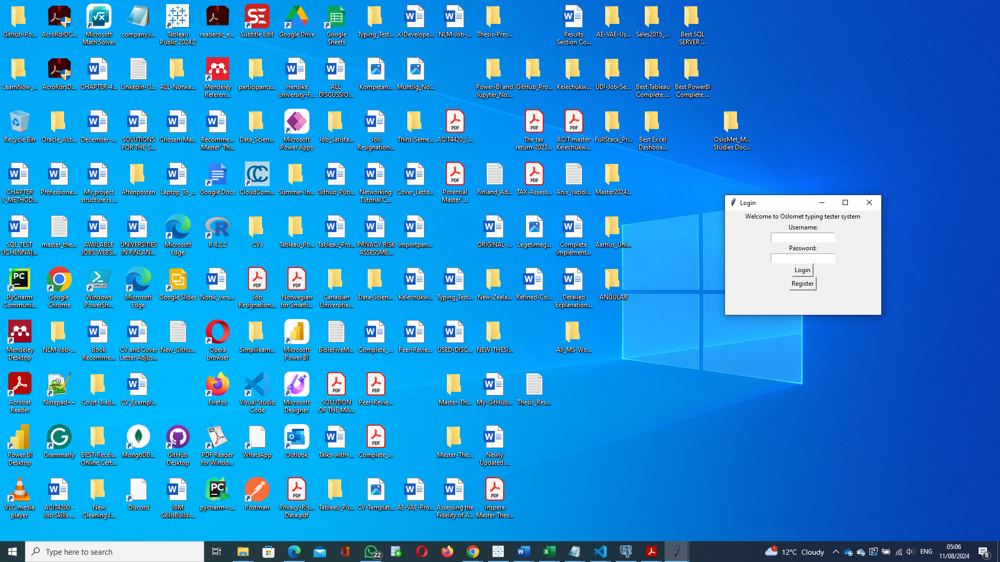 Github-Po...
AcroRdrDC...
Microsoft
Math Solver
company.i...
Tableau
Public 2024.2
readerdc_e...
Subtitle Edit
Google Drive
Google
Sheets
Typing_Test...
X-Develope...
NLM-Job-...
Thesis-Pres...
Results
Section Co...
AE-VAE-Us...
Sales2015_...
Best SQL
SERVER ...
LearnNow_...
AcroRdrsD...
CHAPTER-4...
LinkedIn-G...
ALL-Norwa...
Mendeley
Referen...
participants...
Hensike
university-F...
ALL
DISCUSSIO...
Kompetan...
Muntlig_No...
Power-BI and
Jupyter_No...
GitHub_Pro...
Kelechukw...
UDI-Job-Se...
Best Tableau
Complete ...
Best PowerBI
Complete ...
Recycle Bin
Oracle_Aut...
December-...
SOLUTIONS
FOR THE S...
Chosen-Ma...
Recomme...
Master' Th...
Data_Scien...
Microsoft
Power Apps
Job_Satisfa...
Job
Resignation...
Third-Seme...
ACIT4420_L...
The tax
return-2023...
ACIT master
Kelechukw...
FullStack_Pr...
Best Excel
Dashboa...
OsloMet_M...
Studies Doc...
CHAPTER
3_METHOD...
Professiona...
My project
structure is ...
Aftenposten
Laptop_To_...
Google Docs
CloudCom...
Summer-In...
Github_Pub...
Networking
Tutorial C...
Cover_Lette...
Potential
Master' ...
Finland_Ad...
TAX-Assess...
Anis_Yazidi...
Master2024...
SQL TEST
UCHENNA[...
master_the...
AVAILABLE
JOBS WEBS...
UNIVERSITIES
IN FINLAN...
Microsoft
Edge
R 4.2.2
CVs
Tableau_Po...
Tableau_Pro...
PRIVACY RISK
ASSESSME...
importpan...
ORIGINAL-...
Legetimeg...
Complete
Implement...
Aarhus_Uni...
PyCharm
Communi...
Google
Chrome
Windows
PowerSh...
Microsoft
Edge
Google Slides
Norsk_vers...
Job
Resignation...
Norwegian
for Smarti...
Canadian
Universitie...
Data-Scien...
Kelechukw...
Typing_Test...
New-Zeala...
Refined-Co...
Detailed
Explanation...
ANGULAR
Mendeley
Desktop
NLM-Job-...
Book
Recomme...
CV and Cover
Letter Adjus...
New_Githu...
Opera
browser
Simplilearn...
Microsoft
Power BI
BibleFiveM...
Complete_...
Peer-Revie...
USED-DISC...
NEW-THESI...
All_MS-Wo...
Acrobat
Reader
Notepad++
Court-Trad...
CV_Exampl...
Firefox
Visual Studio
Code
Microsoft
Designer
SOLUTION
OF THE MA...
Peer-Revie...
Master-Th...
My-GitHub...
Thesis_Res...
Power BI
Desktop
Grammarly
BEST-Recei...
Online Cert...
MongoDB...
GitHub
Desktop
PDF Reader
for Windo...
WhatsApp
Outlook
Talks-with-...
Complete_...
Master-The...
Newly
Updated ...
VLC media
player
ACIT4200 -
Job Skills ...
New
Cleaning J...
Discord
IBM
SkillsBuild....
pycharm-c...
Postman
Privacy-Ris...
Data.pdf
Tableau_Pu...
CV-Templat...
AE-VAE-Pro...
Assessing the
Fidelity of A...
Inspera
Master Thes...
Login
Welcome to Oslomet typing tester system
Username:
Password:
Login
Register
Type here to search
22
1
12°C Cloudy
ENG
05:06
11/08/2024
8